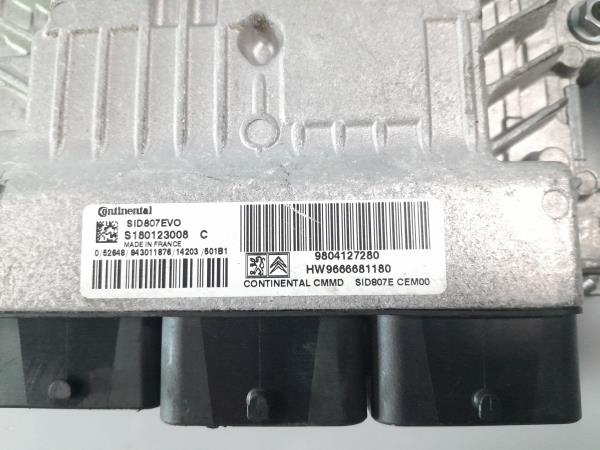 Continental
SID807EVO
S180123008 C
MADE IN FRANCE
0/52648/843011876/14203/501B1
9804127280
HW9666681180
CONTINENTAL CMMD SID807E CEM00